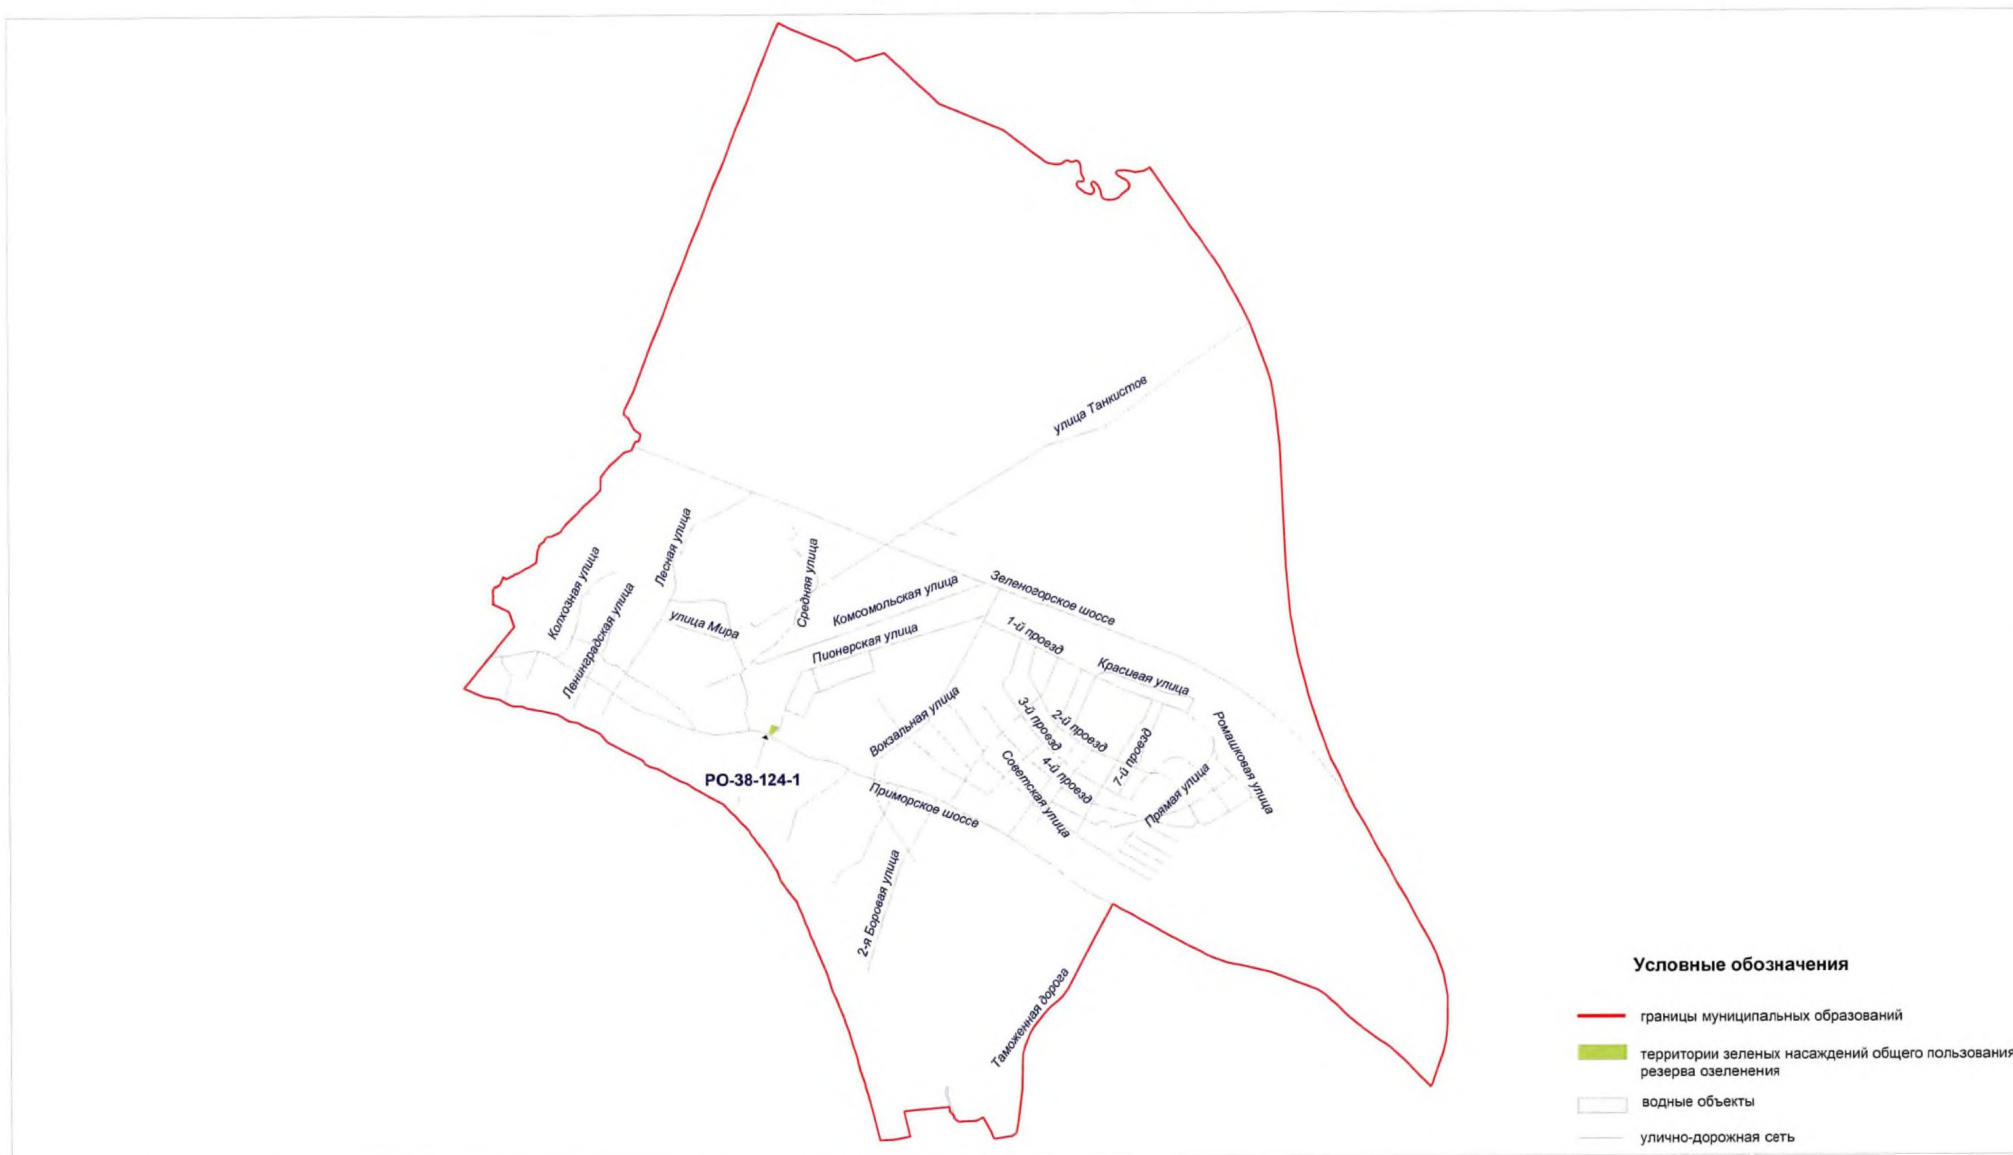 улица Танкистов
Лесная улица
Средняя улица
Колхозная улица
Ленинградская улица
улица Мира
Комсомольская улица
Зеленогорское шоссе
Пионерская улица
1-й проезд
Красивая улица
Вокзальная улица
3-й проезд
2-й проезд
7-й проезд
Ромашковая улица
4-й проезд
Советская улица
Прямая улица
РО-38-124-1
Приморское шоссе
2-я Боровая улица
Таможенная дорога
Условные обозначения
границы муниципальных образований
территории зеленых насаждений общего пользования
резерва озеленения
водные объекты
улично-дорожная сеть